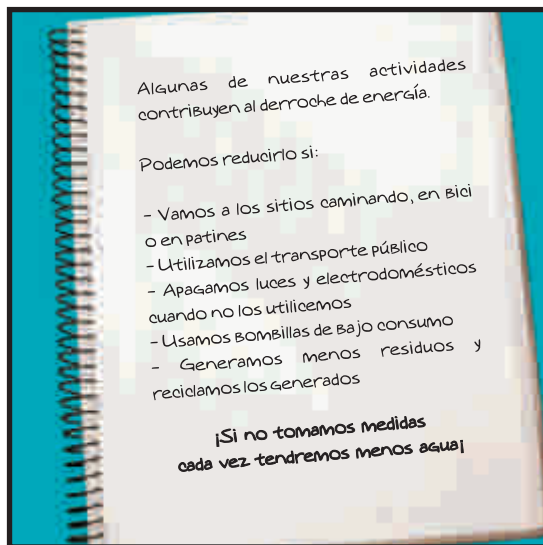 Algunas de nuestras actividades
contribuyen al derroche de energía.
Podemos reducirlo si:
- Vamos a los sitios caminando, en bici
o en patines
- Utilizamos el transporte público
- Apagamos luces y electrodomésticos
cuando no los utilicemos
- Usamos bombillas de bajo consumo
- Generamos menos residuos y
reciclamos los generados
¡Si no tomamos medidas
cada vez tendremos menos agua¡